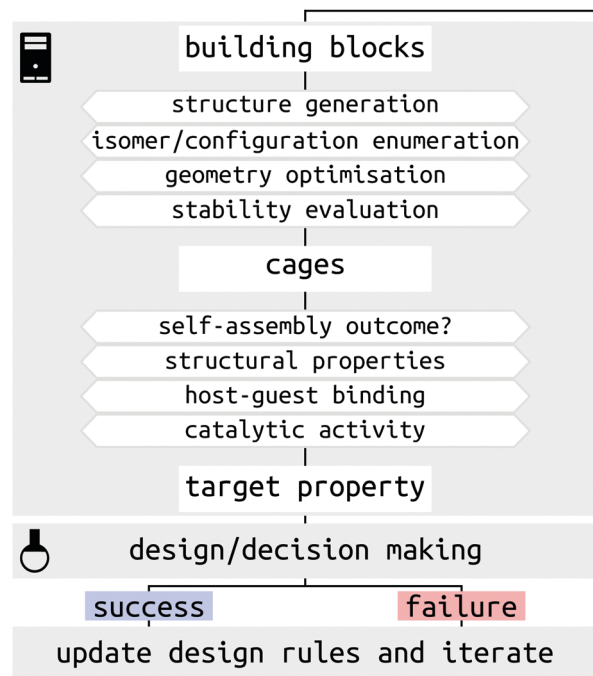 building blocks
structure generation
isomer/configuration enumeration
geometry optimisation
stability evaluation
cages
self-assembly outcome?
structural properties
host-guest binding
catalytic activity
target property
design/decision making
success
failure
update design rules and iterate